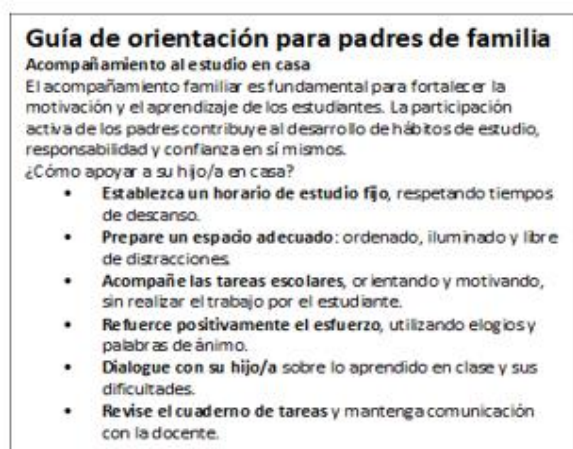 Guía de orientación para padres de familia
Acompañamiento al estudio en casa
El acompañamiento familiar es fundamental para fortalecer la
motivación y el aprendizaje de los estudiantes. La participación
activa de los padres contribuye al desarrollo de hábitos de estudio,
responsabilidad y confianza en sí mismos.
¿Cómo apoyar a su hijo/a en casa?
• Establezca un horario de estudio fijo, respetando tiempos
de descanso.
• Prepare un espacio adecuado: ordenado, iluminado y libre
de distracciones.
• Acompañe las tareas escolares, orientando y motivando,
sin realizar el trabajo por el estudiante.
• Refuerce positivamente el esfuerzo, utilizando elogios y
palabras de ánimo.
• Dialogue con su hijo/a sobre lo aprendido en clase y sus
dificultades.
• Revise el cuaderno de tareas y mantenga comunicación
con la docente.